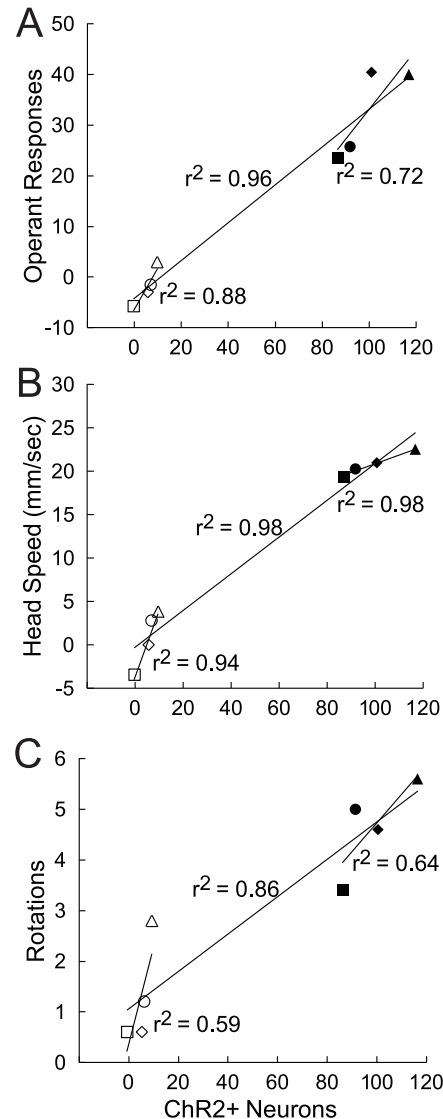 A
50
40
30
20
10
0
-10
Operant Responses
r2 = 0.96
r2 = 0.72
r2 = 0.88
0 20 40 60 80 100 120
B
30
25
20
15
10
5
0
-5
Head Speed (mm/sec)
r2 = 0.98
r2 = 0.98
r2 = 0.94
0 20 40 60 80 100 120
C
6
5
4
3
2
1
0
Rotations
r2 = 0.86
r2 = 0.64
r2 = 0.59
0 20 40 60 80 100 120
ChR2+ Neurons